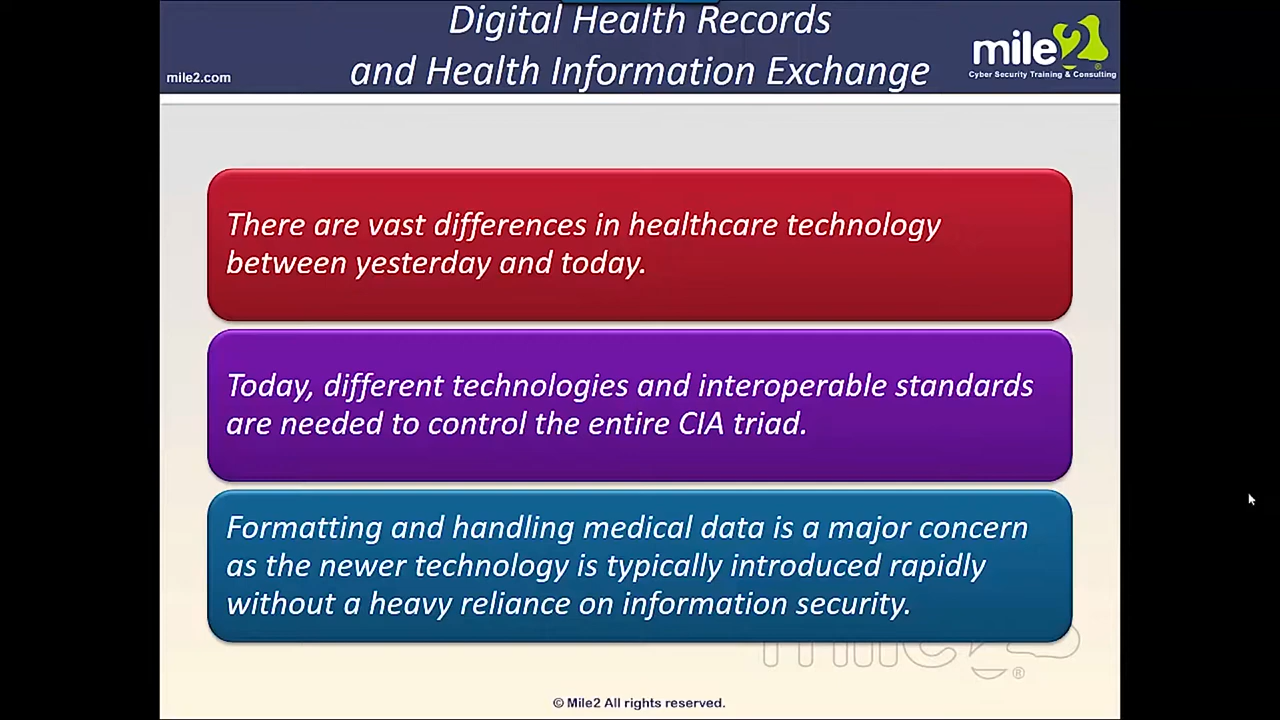 Digital Health Records
and Health Information Exchange
mile2.com
mile2
Cyber Security Training & Consulting
There are vast differences in healthcare technology
between yesterday and today.
Today, different technologies and interoperable standards
are needed to control the entire CIA triad.
Formatting and handling medical data is a major concern
as the newer technology is typically introduced rapidly
without a heavy reliance on information security.
mile2
®
© Mile2 All rights reserved.